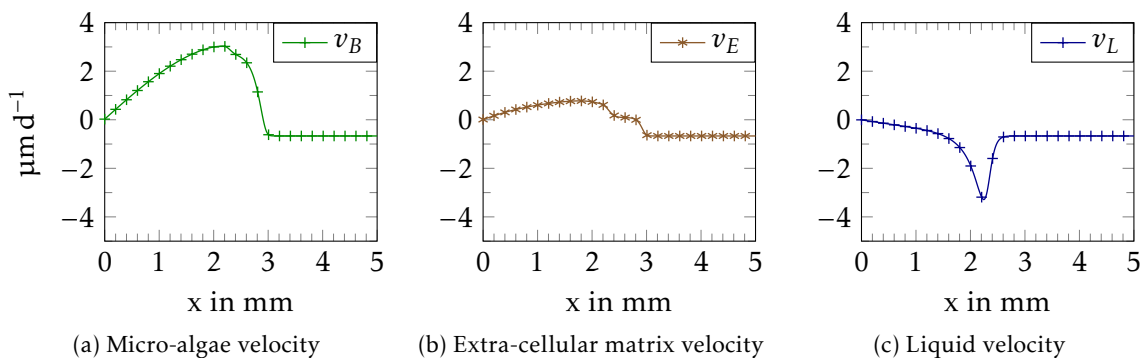 µm d⁻¹
4
2
0
−2
−4
v_B
0 1 2 3 4 5
x in mm
(a) Micro-algae velocity
4
2
0
−2
−4
v_E
0 1 2 3 4 5
x in mm
(b) Extra-cellular matrix velocity
4
2
0
−2
−4
v_L
0 1 2 3 4 5
x in mm
(c) Liquid velocity